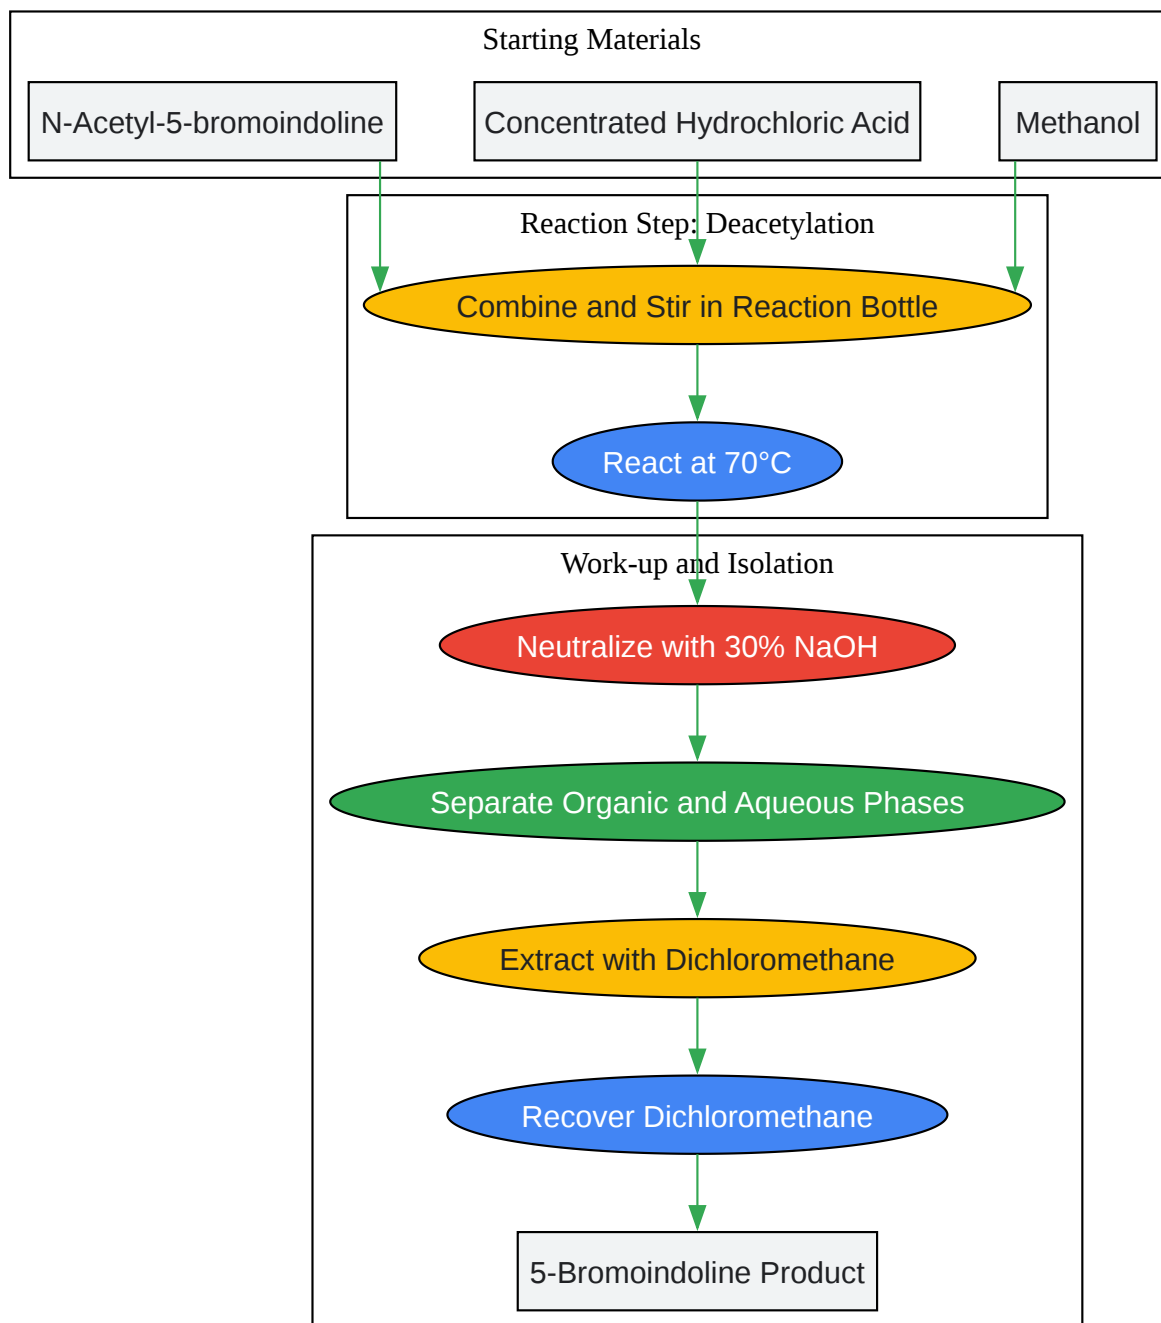 Starting Materials
N-Acetyl-5-bromoindoline
Concentrated Hydrochloric Acid
Methanol
Reaction Step: Deacetylation
Combine and Stir in Reaction Bottle
React at 70°C
Work-up and Isolation
Neutralize with 30% NaOH
Separate Organic and Aqueous Phases
Extract with Dichloromethane
Recover Dichloromethane
5-Bromoindoline Product